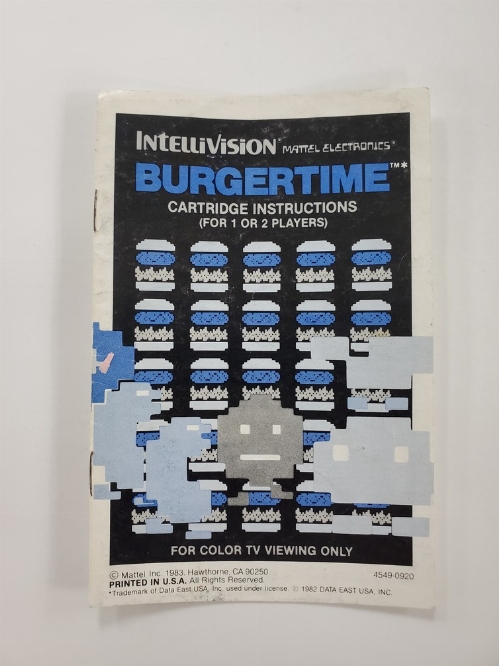 INTELLIVISION® MATTEL ELECTRONICS®
BURGERTIME™*
CARTRIDGE INSTRUCTIONS
(FOR 1 OR 2 PLAYERS)
FOR COLOR TV VIEWING ONLY
© Mattel Inc. 1983. Hawthorne, CA 90250
PRINTED IN U.S.A. All Rights Reserved. 4549-0920
*Trademark of Data East USA, Inc. used under license. © 1982 DATA EAST USA, INC.